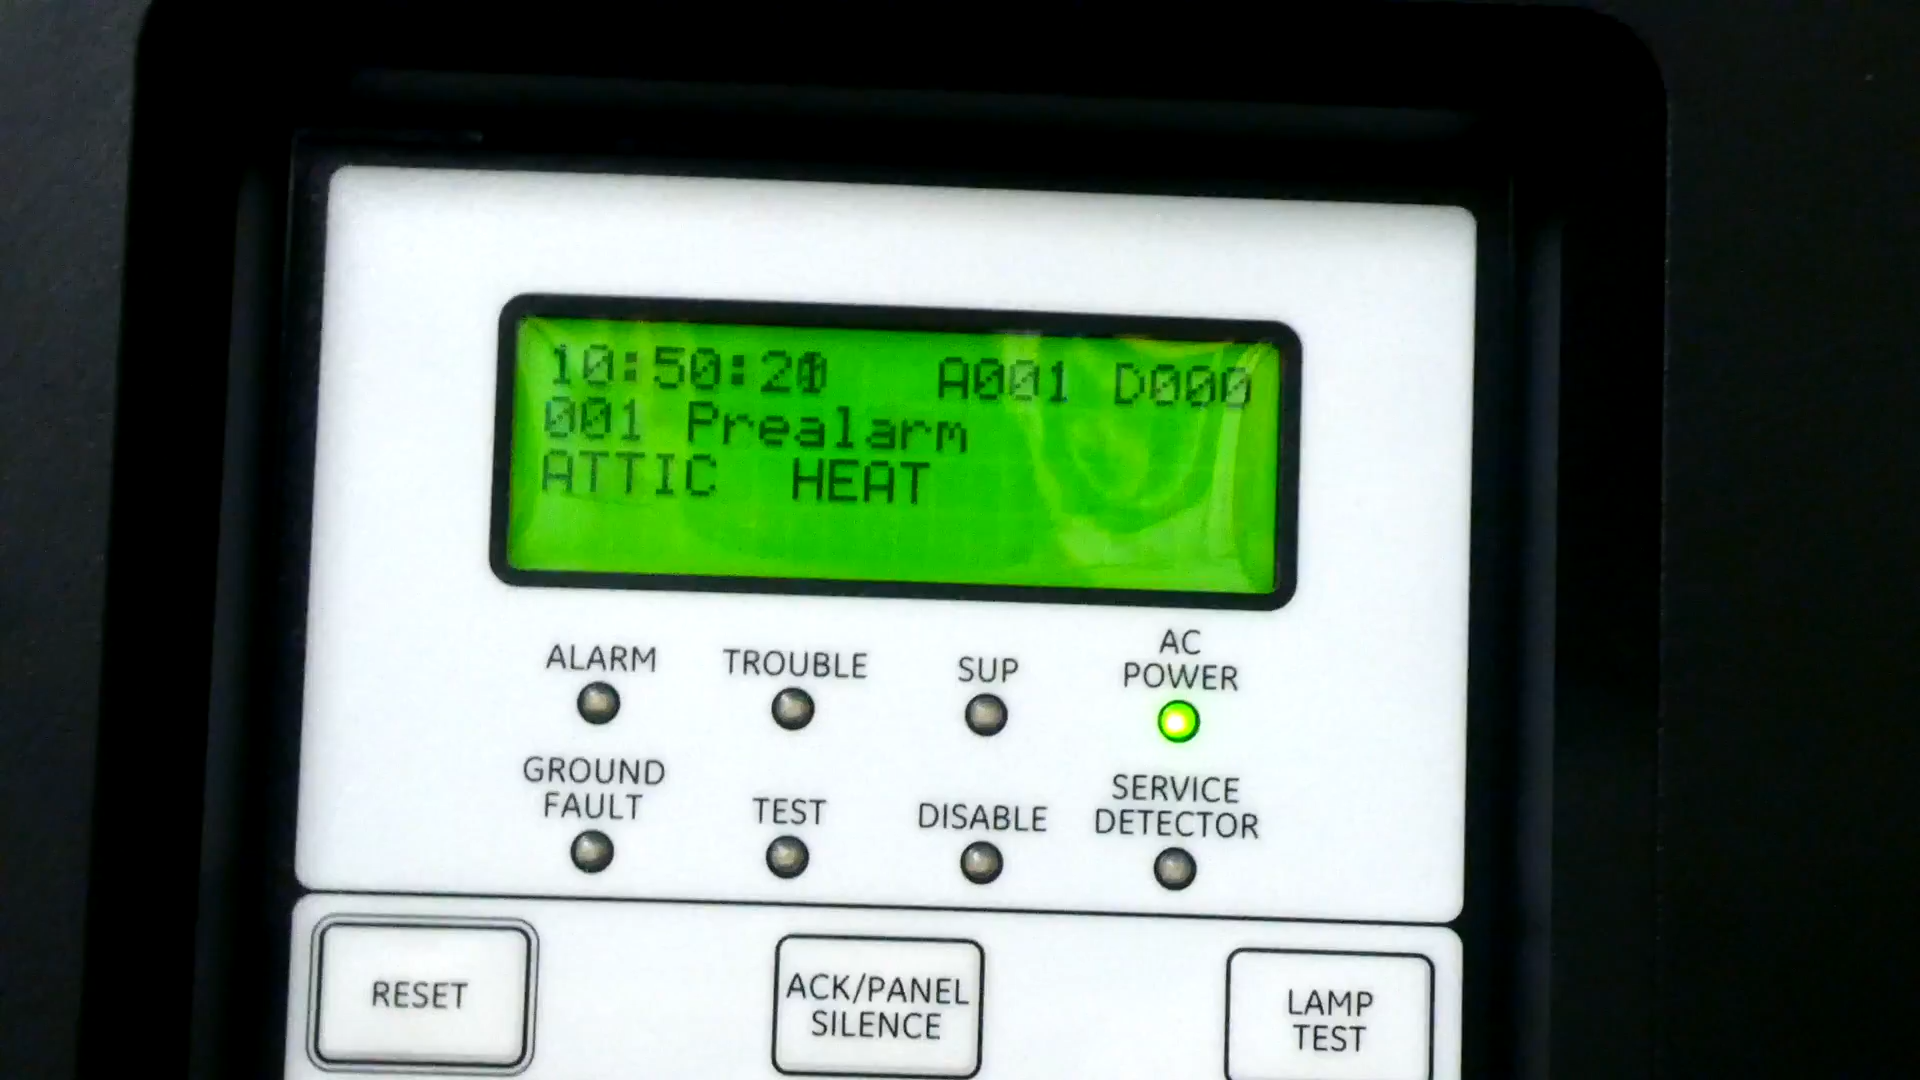 10:50:20 A001 D000
001 Prealarm
ATTIC HEAT
ALARM TROUBLE SUP AC POWER
GROUND FAULT TEST DISABLE SERVICE DETECTOR
RESET
ACK/PANEL SILENCE
LAMP TEST